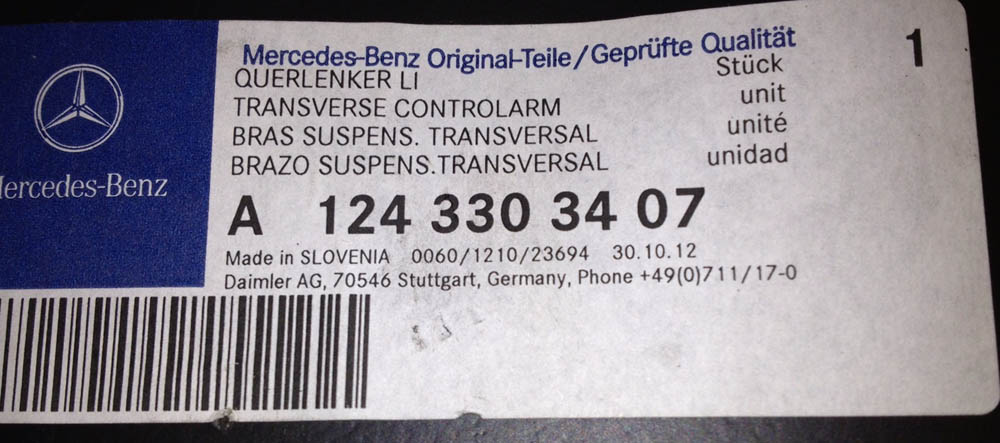 Mercedes-Benz Original-Teile/Geprüfte Qualität
1
QUERLENKER LI Stück
TRANSVERSE CONTROLARM unit
BRAS SUSPENS. TRANSVERSAL unité
BRAZO SUSPENS.TRANSVERSAL unidad
Mercedes-Benz
A 124 330 34 07
Made in SLOVENIA 0060/1210/23694 30.10.12
Daimler AG, 70546 Stuttgart, Germany, Phone +49(0)711/17-0